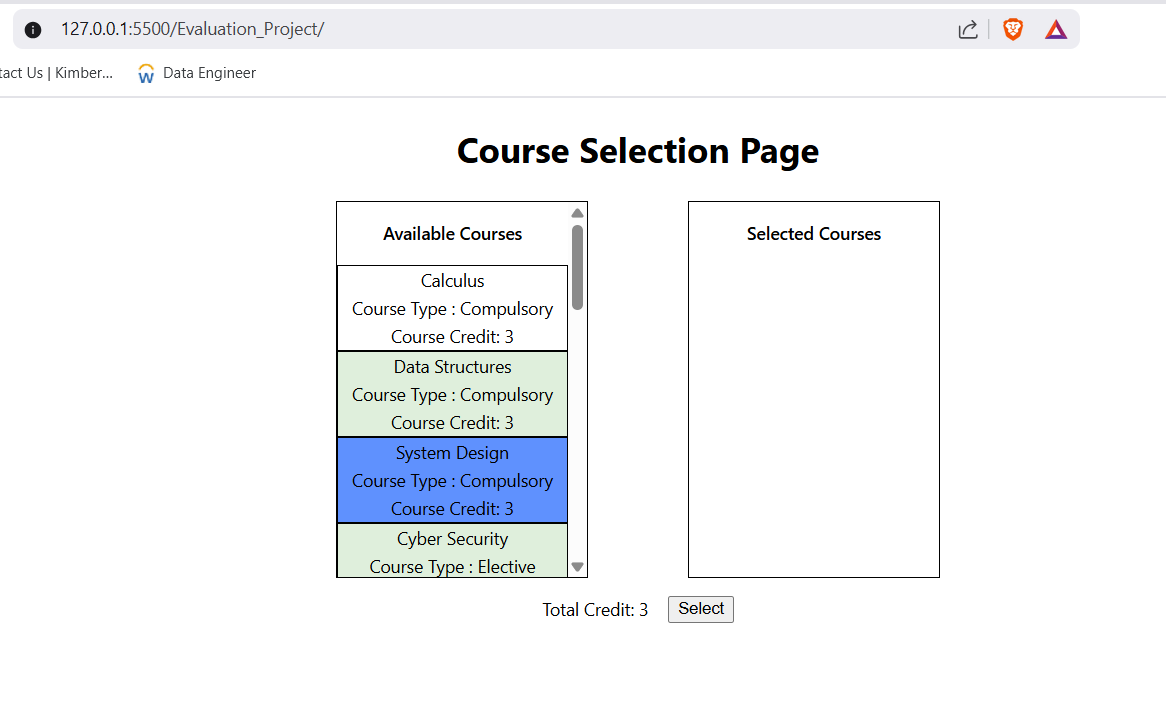 127.0.0.1:5500/Evaluation_Project/
tact Us | Kimber...
Data Engineer
Course Selection Page
Available Courses
Calculus
Course Type : Compulsory
Course Credit: 3
Data Structures
Course Type : Compulsory
Course Credit: 3
System Design
Course Type : Compulsory
Course Credit: 3
Cyber Security
Course Type : Elective
Selected Courses
Total Credit: 3
Select